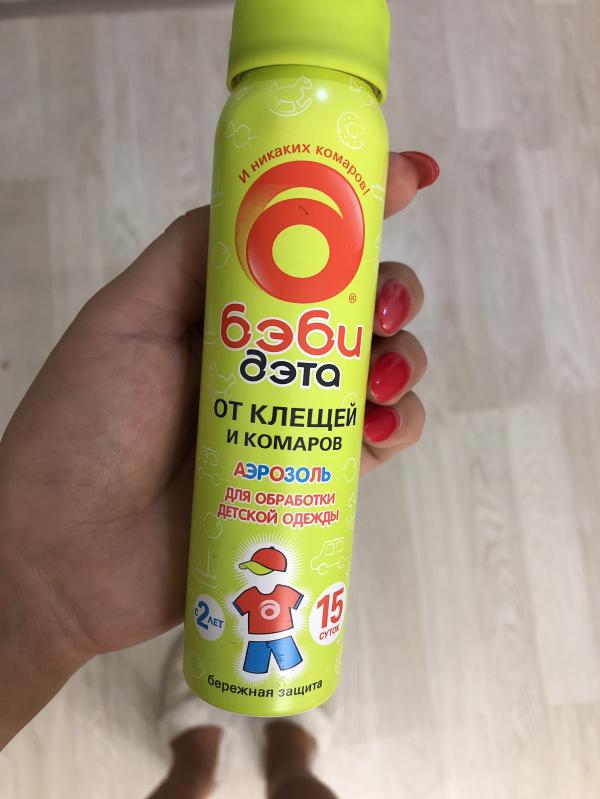 И никаких комаров!
®
бэби
дэта
ОТ КЛЕЩЕЙ
И КОМАРОВ
АЭРОЗОЛЬ
ДЛЯ ОБРАБОТКИ
ДЕТСКОЙ ОДЕЖДЫ
с 2 ЛЕТ
15
СУТОК
бережная защита